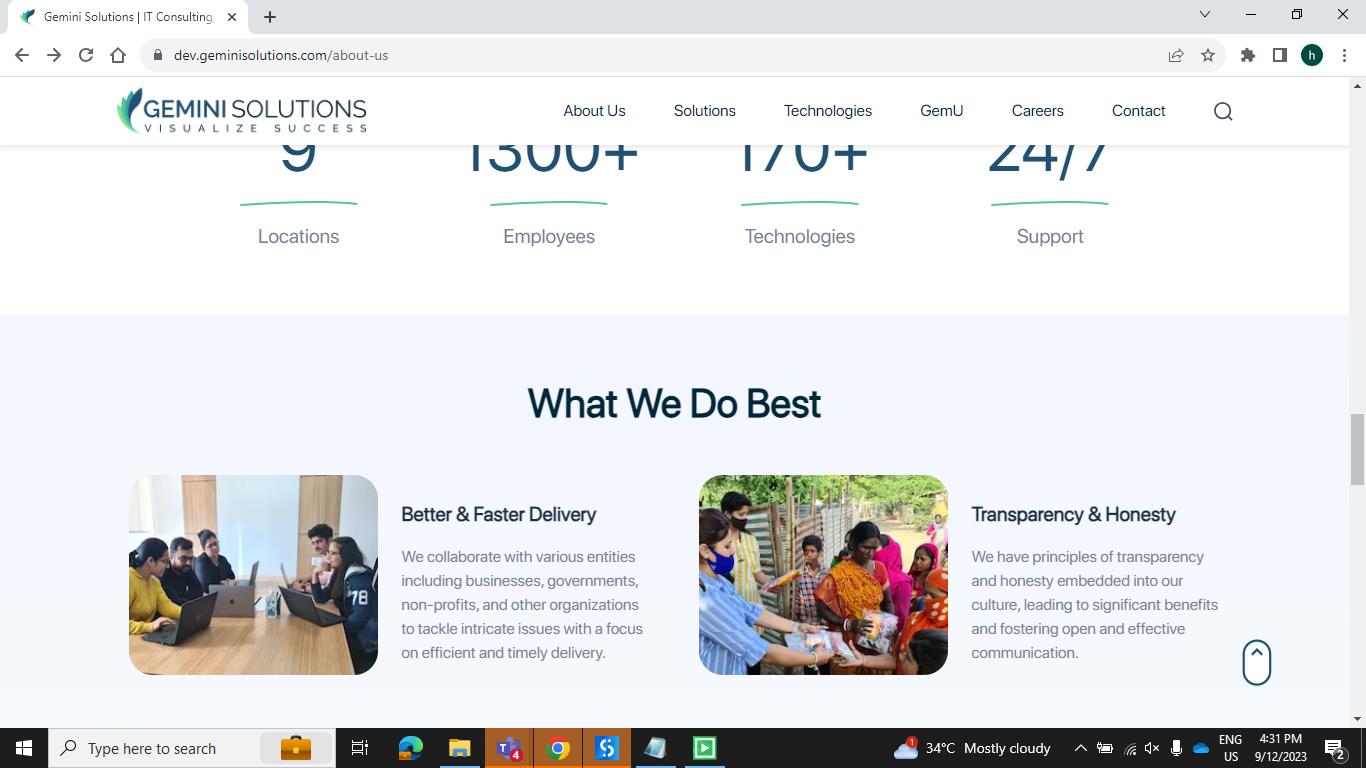 Gemini Solutions | IT Consulting,
dev.geminisolutions.com/about-us
h
GEMINI SOLUTIONS
VISUALIZE SUCCESS
About Us
Solutions
Technologies
GemU
Careers
Contact
9
1300+
170+
24/7
Locations
Employees
Technologies
Support
What We Do Best
78
Better & Faster Delivery
We collaborate with various entities
including businesses, governments,
non-profits, and other organizations
to tackle intricate issues with a focus
on efficient and timely delivery.
Transparency & Honesty
We have principles of transparency
and honesty embedded into our
culture, leading to significant benefits
and fostering open and effective
communication.
Type here to search
4
1
34°C Mostly cloudy
ENG
US
4:31 PM
9/12/2023
2